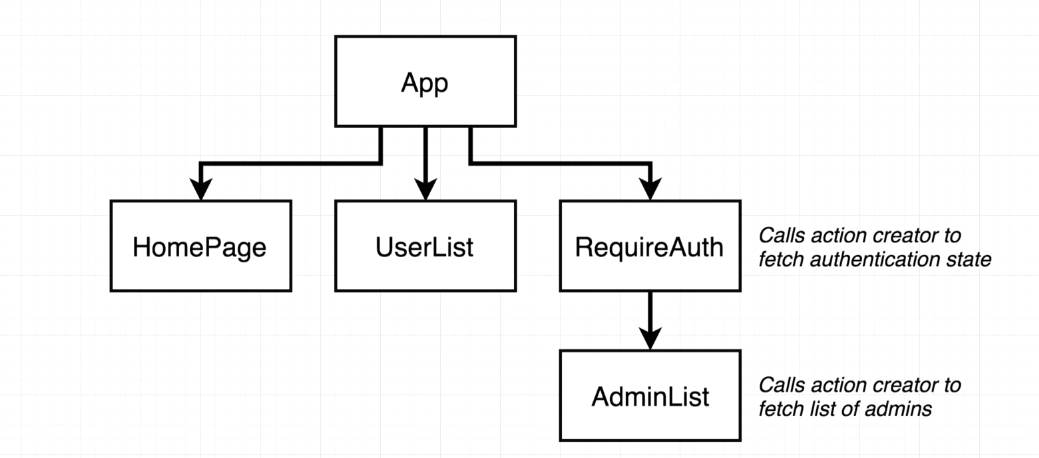 App
HomePage
UserList
RequireAuth
Calls action creator to
fetch authentication state
AdminList
Calls action creator to
fetch list of admins